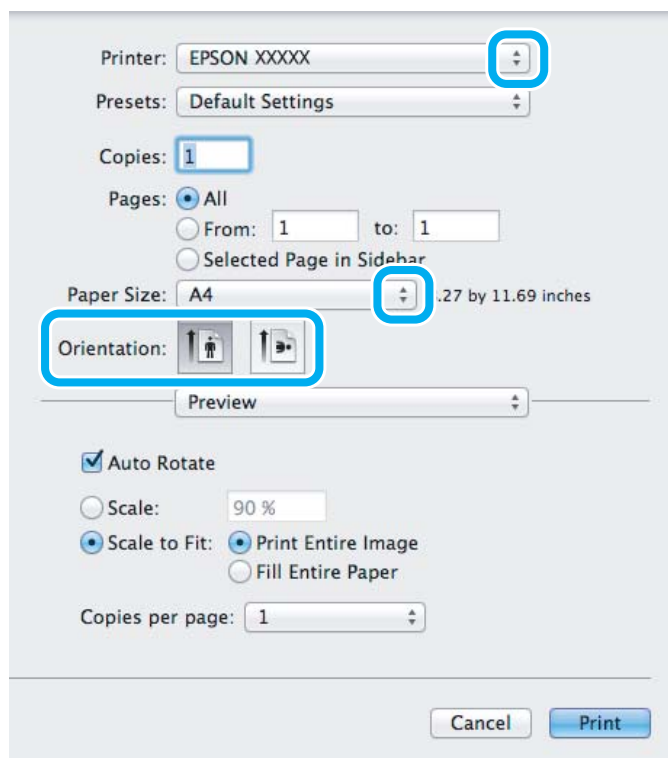 Printer: EPSON XXXXX
Presets: Default Settings
Copies: 1
Pages: All
From: 1 to: 1
Selected Page in Sidebar
Paper Size: A4 .27 by 11.69 inches
Orientation:
Preview
Auto Rotate
Scale: 90 %
Scale to Fit: Print Entire Image
Fill Entire Paper
Copies per page: 1
Cancel Print